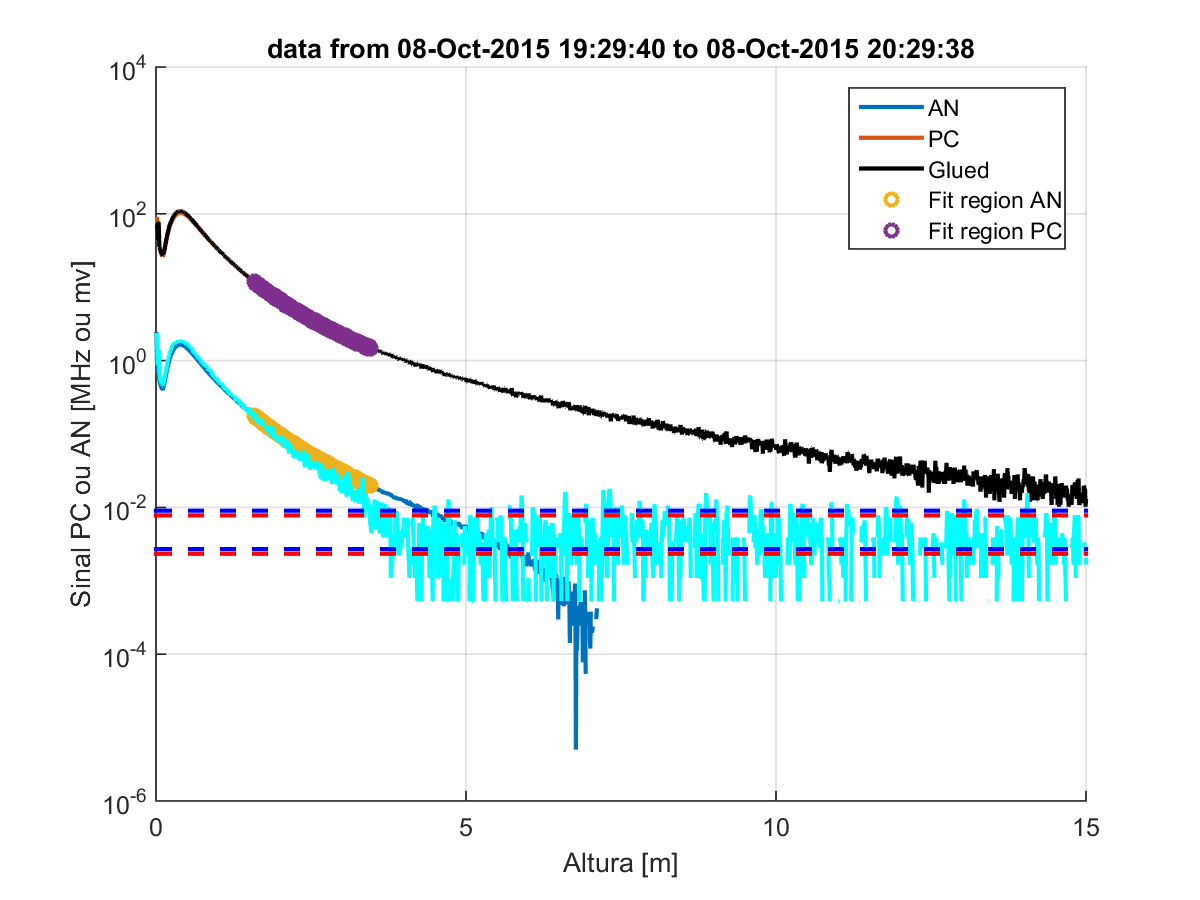 data from 08-Oct-2015 19:29:40 to 08-Oct-2015 20:29:38
10^4
10^2
10^0
10^-2
10^-4
10^-6
Sinal PC ou AN [MHz ou mv]
AN
PC
Glued
Fit region AN
Fit region PC
0 5 10 15
Altura [m]